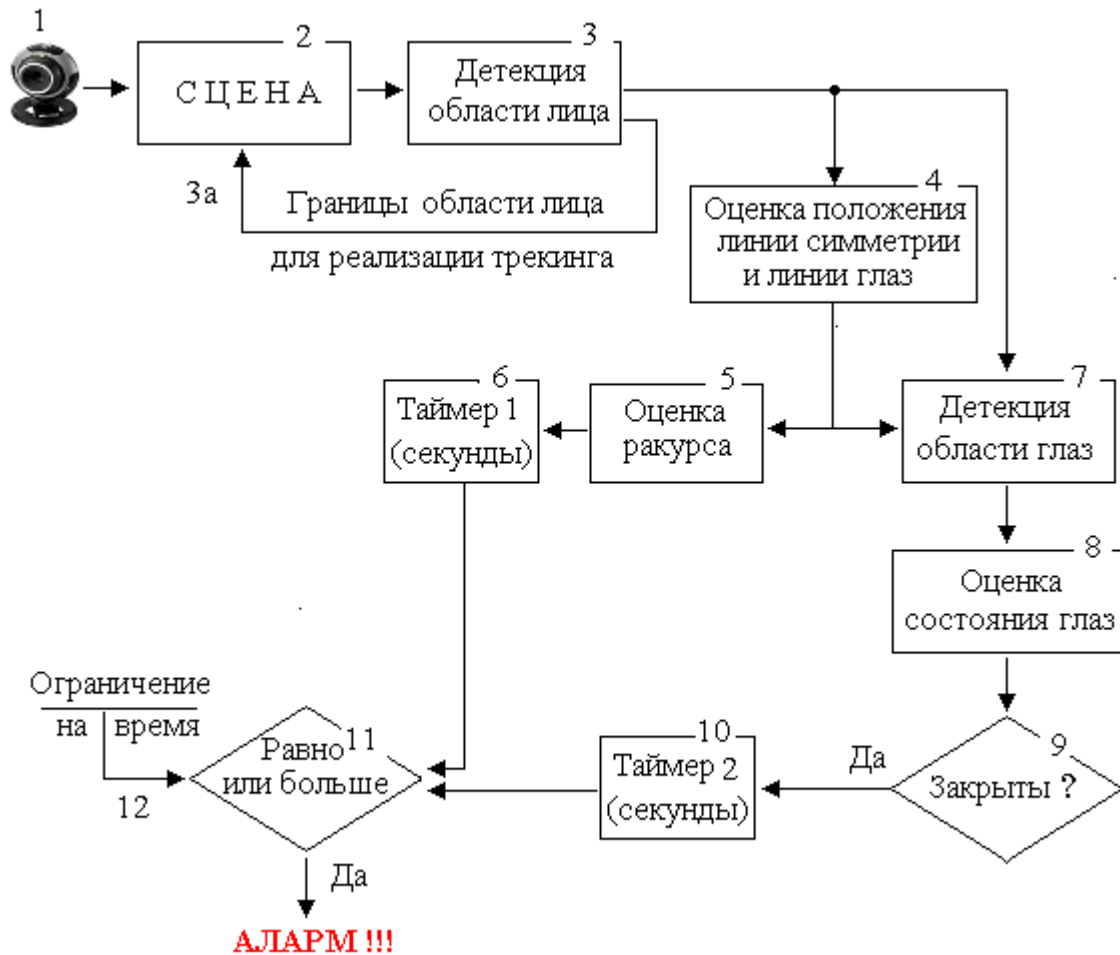 1
2
СЦЕНА
3
Детекция
области лица
3а
Границы области лица
для реализации трекинга
4
Оценка положения
линии симметрии
и линии глаз
5
Оценка
ракурса
6
Таймер 1
(секунды)
7
Детекция
области глаз
8
Оценка
состояния глаз
9
Закрыты ?
Да
10
Таймер 2
(секунды)
11
Равно
или больше
Ограничение
на время
12
Да
АЛАРМ !!!